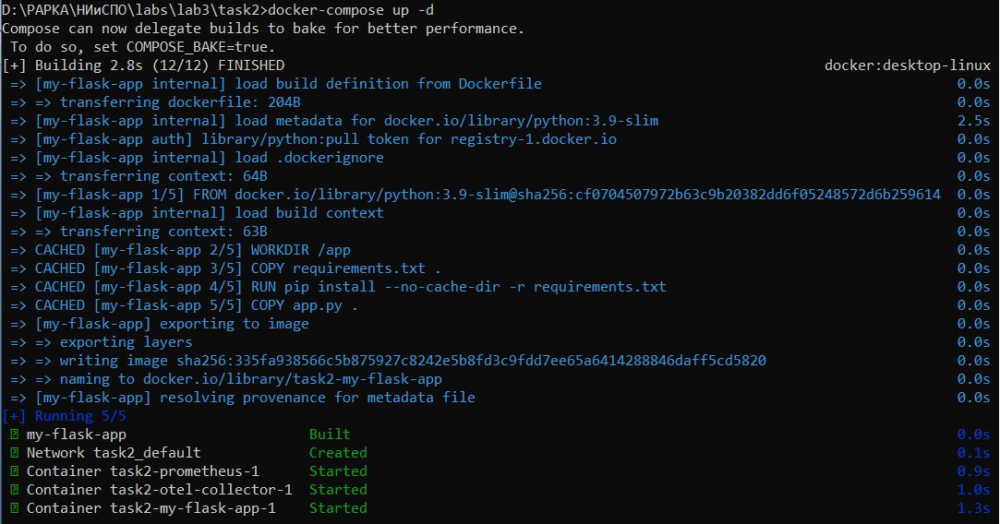 D:\PAPKA\НИиСПО\labs\lab3\task2>docker-compose up -d
Compose can now delegate builds to bake for better performance.
To do so, set COMPOSE_BAKE=true.
[+] Building 2.8s (12/12) FINISHED docker:desktop-linux
=> [my-flask-app internal] load build definition from Dockerfile 0.0s
=> => transferring dockerfile: 204B 0.0s
=> [my-flask-app internal] load metadata for docker.io/library/python:3.9-slim 2.5s
=> [my-flask-app auth] library/python:pull token for registry-1.docker.io 0.0s
=> [my-flask-app internal] load .dockerignore 0.0s
=> => transferring context: 64B 0.0s
=> [my-flask-app 1/5] FROM docker.io/library/python:3.9-slim@sha256:cf0704507972b63c9b20382dd6f05248572d6b259614 0.0s
=> [my-flask-app internal] load build context 0.0s
=> => transferring context: 63B 0.0s
=> CACHED [my-flask-app 2/5] WORKDIR /app 0.0s
=> CACHED [my-flask-app 3/5] COPY requirements.txt . 0.0s
=> CACHED [my-flask-app 4/5] RUN pip install --no-cache-dir -r requirements.txt 0.0s
=> CACHED [my-flask-app 5/5] COPY app.py . 0.0s
=> [my-flask-app] exporting to image 0.0s
=> => exporting layers 0.0s
=> => writing image sha256:335fa938566c5b875927c8242e5b8fd3c9fdd7ee65a6414288846daff5cd5820 0.0s
=> => naming to docker.io/library/task2-my-flask-app 0.0s
=> [my-flask-app] resolving provenance for metadata file 0.0s
[+] Running 5/5
my-flask-app Built 0.0s
Network task2_default Created 0.1s
Container task2-prometheus-1 Started 0.9s
Container task2-otel-collector-1 Started 1.0s
Container task2-my-flask-app-1 Started 1.3s